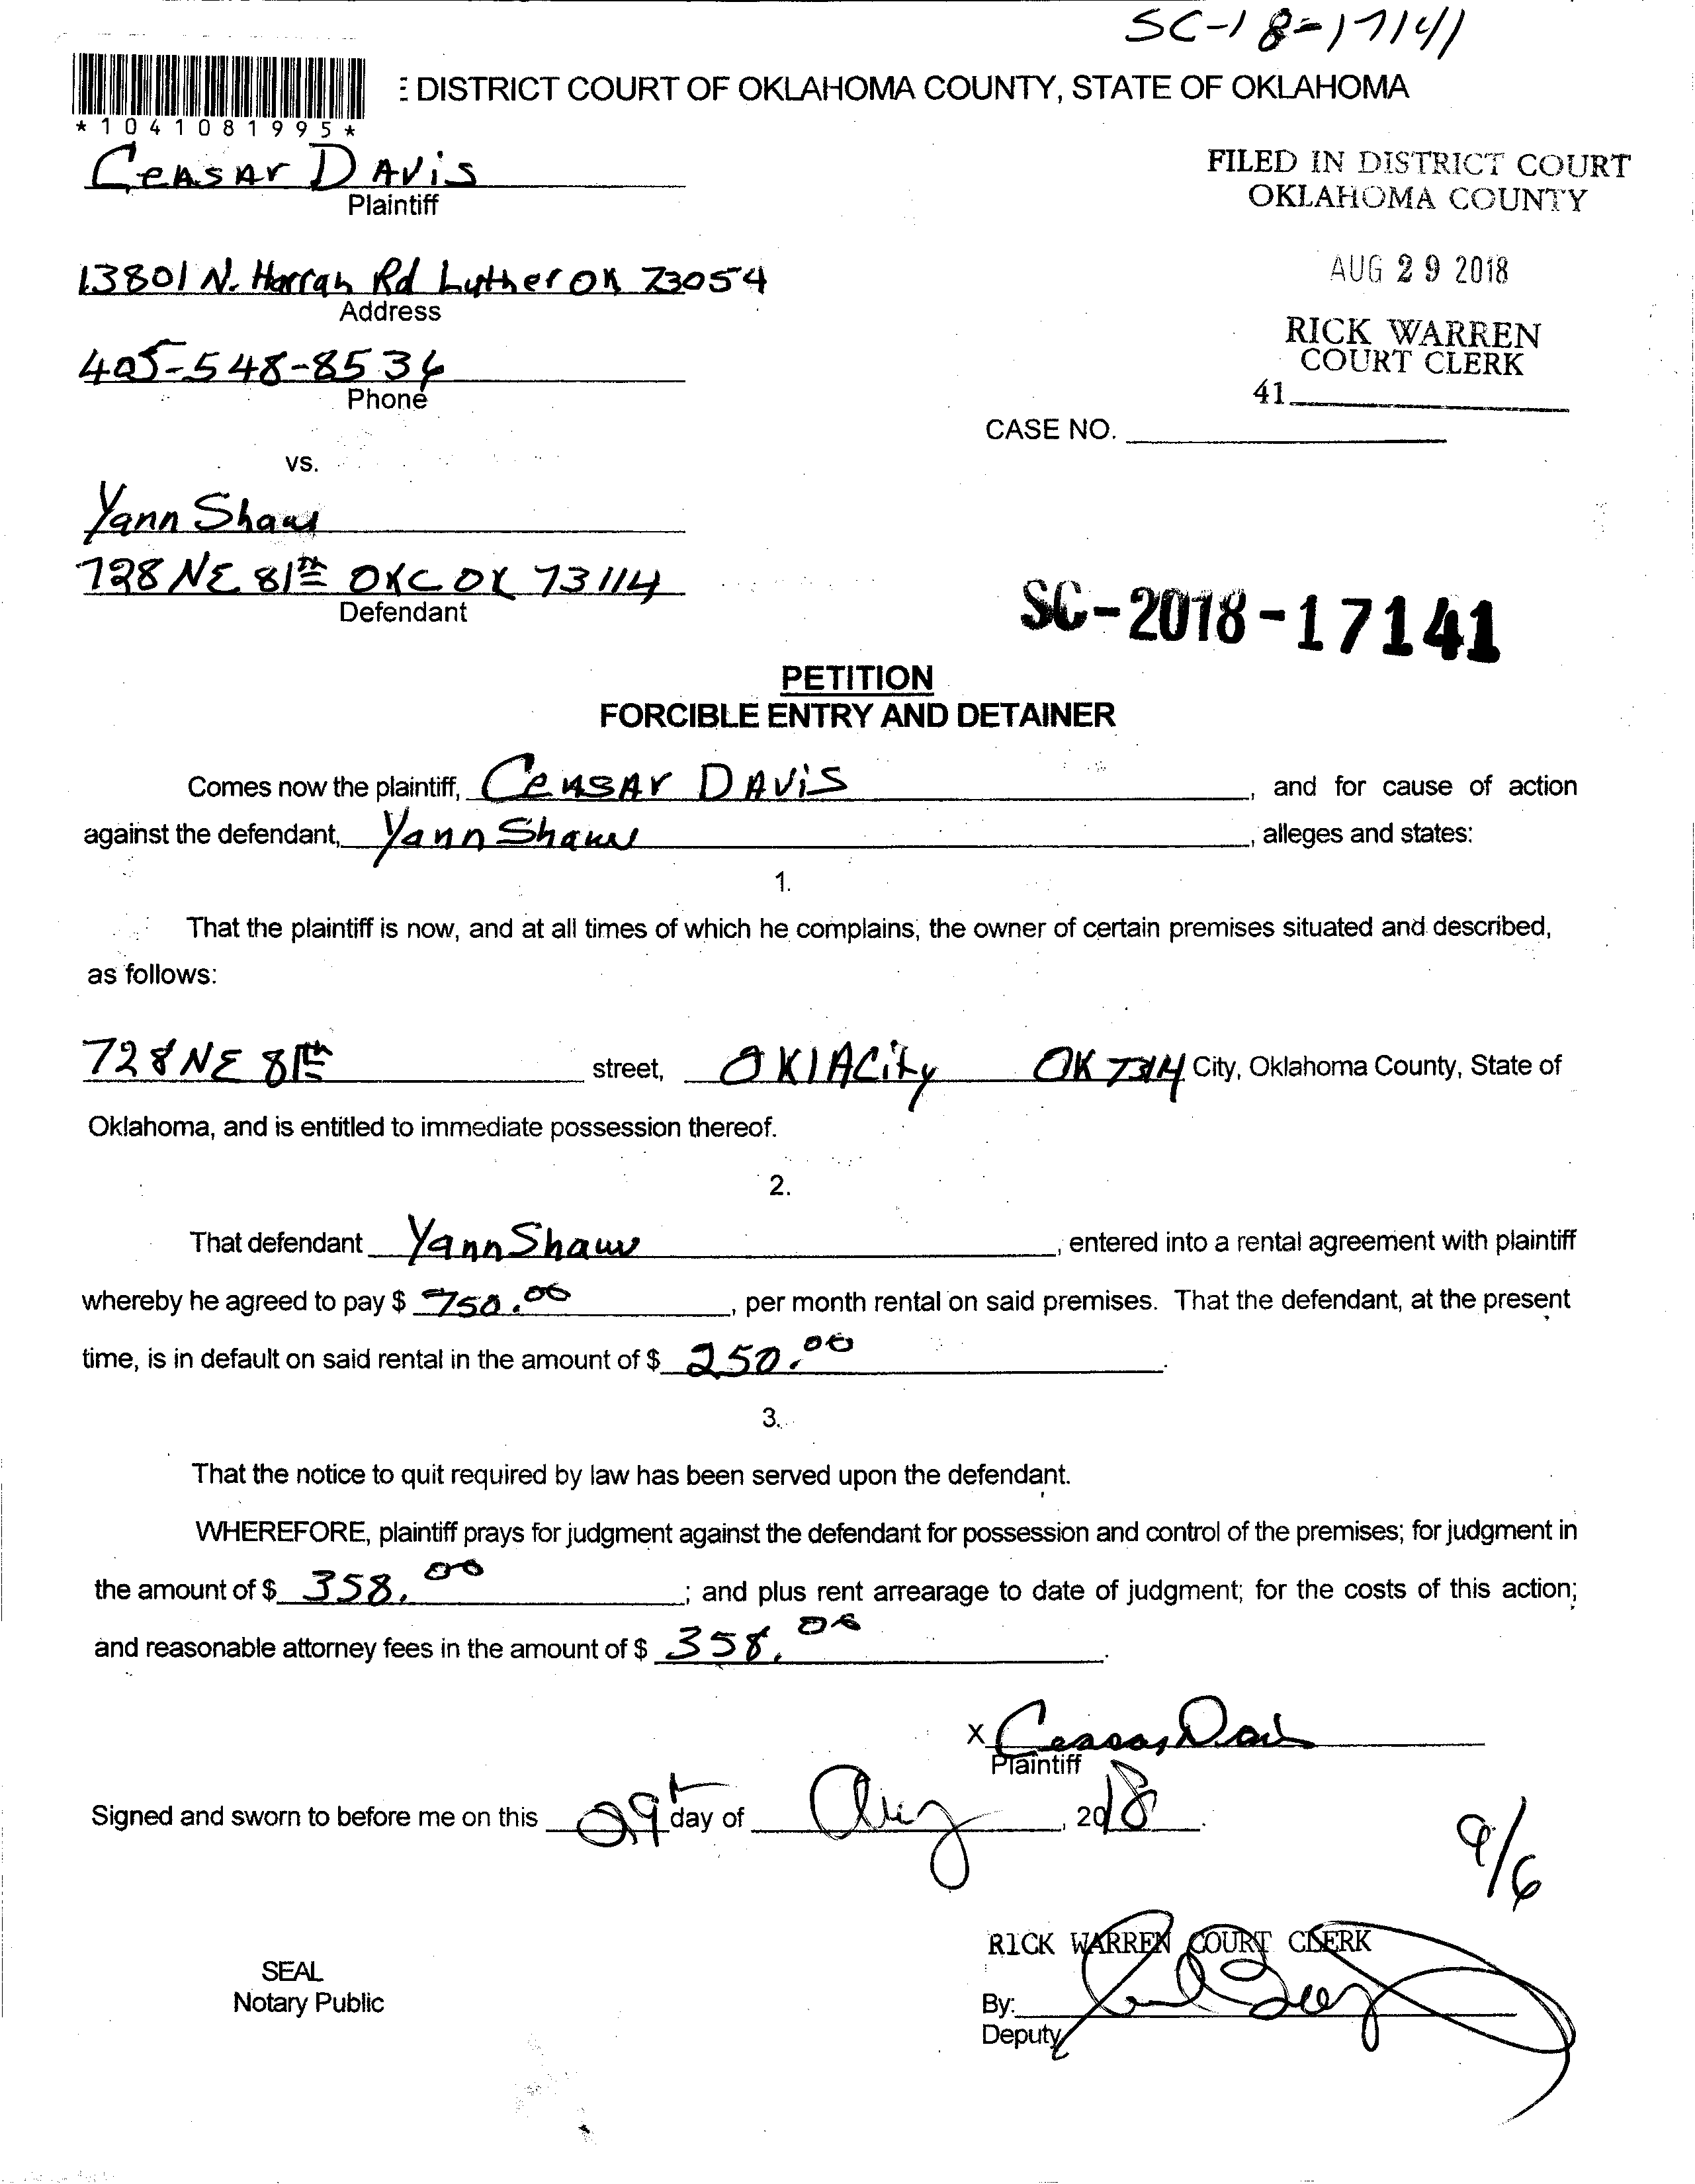 SC-18-17141
: DISTRICT COURT OF OKLAHOMA COUNTY, STATE OF OKLAHOMA
*1041081995*
Ceasar Davis
Plaintiff
FILED IN DISTRICT COURT
OKLAHOMA COUNTY
13801 N. Harrah Rd Luther OK 73054
Address
AUG 29 2018
RICK WARREN
COURT CLERK
405-548-8536
Phone
41
CASE NO.
vs.
Yann Shaw
728 NE 81th OKC OK 73114
Defendant
SC-2018-17141
PETITION
FORCIBLE ENTRY AND DETAINER
Comes now the plaintiff, Ceasar Davis, and for cause of action
against the defendant, Yann Shaw, alleges and states:
1.
That the plaintiff is now, and at all times of which he complains, the owner of certain premises situated and described,
as follows:
728 NE 81th street, OklA City OK City, Oklahoma County, State of
Oklahoma, and is entitled to immediate possession thereof.
2.
That defendant Yann Shaw, entered into a rental agreement with plaintiff
whereby he agreed to pay $ 750.00, per month rental on said premises. That the defendant, at the present
time, is in default on said rental in the amount of $ 250.00.
3.
That the notice to quit required by law has been served upon the defendant.
WHEREFORE, plaintiff prays for judgment against the defendant for possession and control of the premises; for judgment in
the amount of $ 358.00; and plus rent arrearage to date of judgment; for the costs of this action;
and reasonable attorney fees in the amount of $ 358.00.
x Ceasar Davis
Plaintiff
Signed and sworn to before me on this 29t day of Aug, 2018.
9/6
RICK WARREN COURT CLERK
SEAL
Notary Public
By:
Deputy